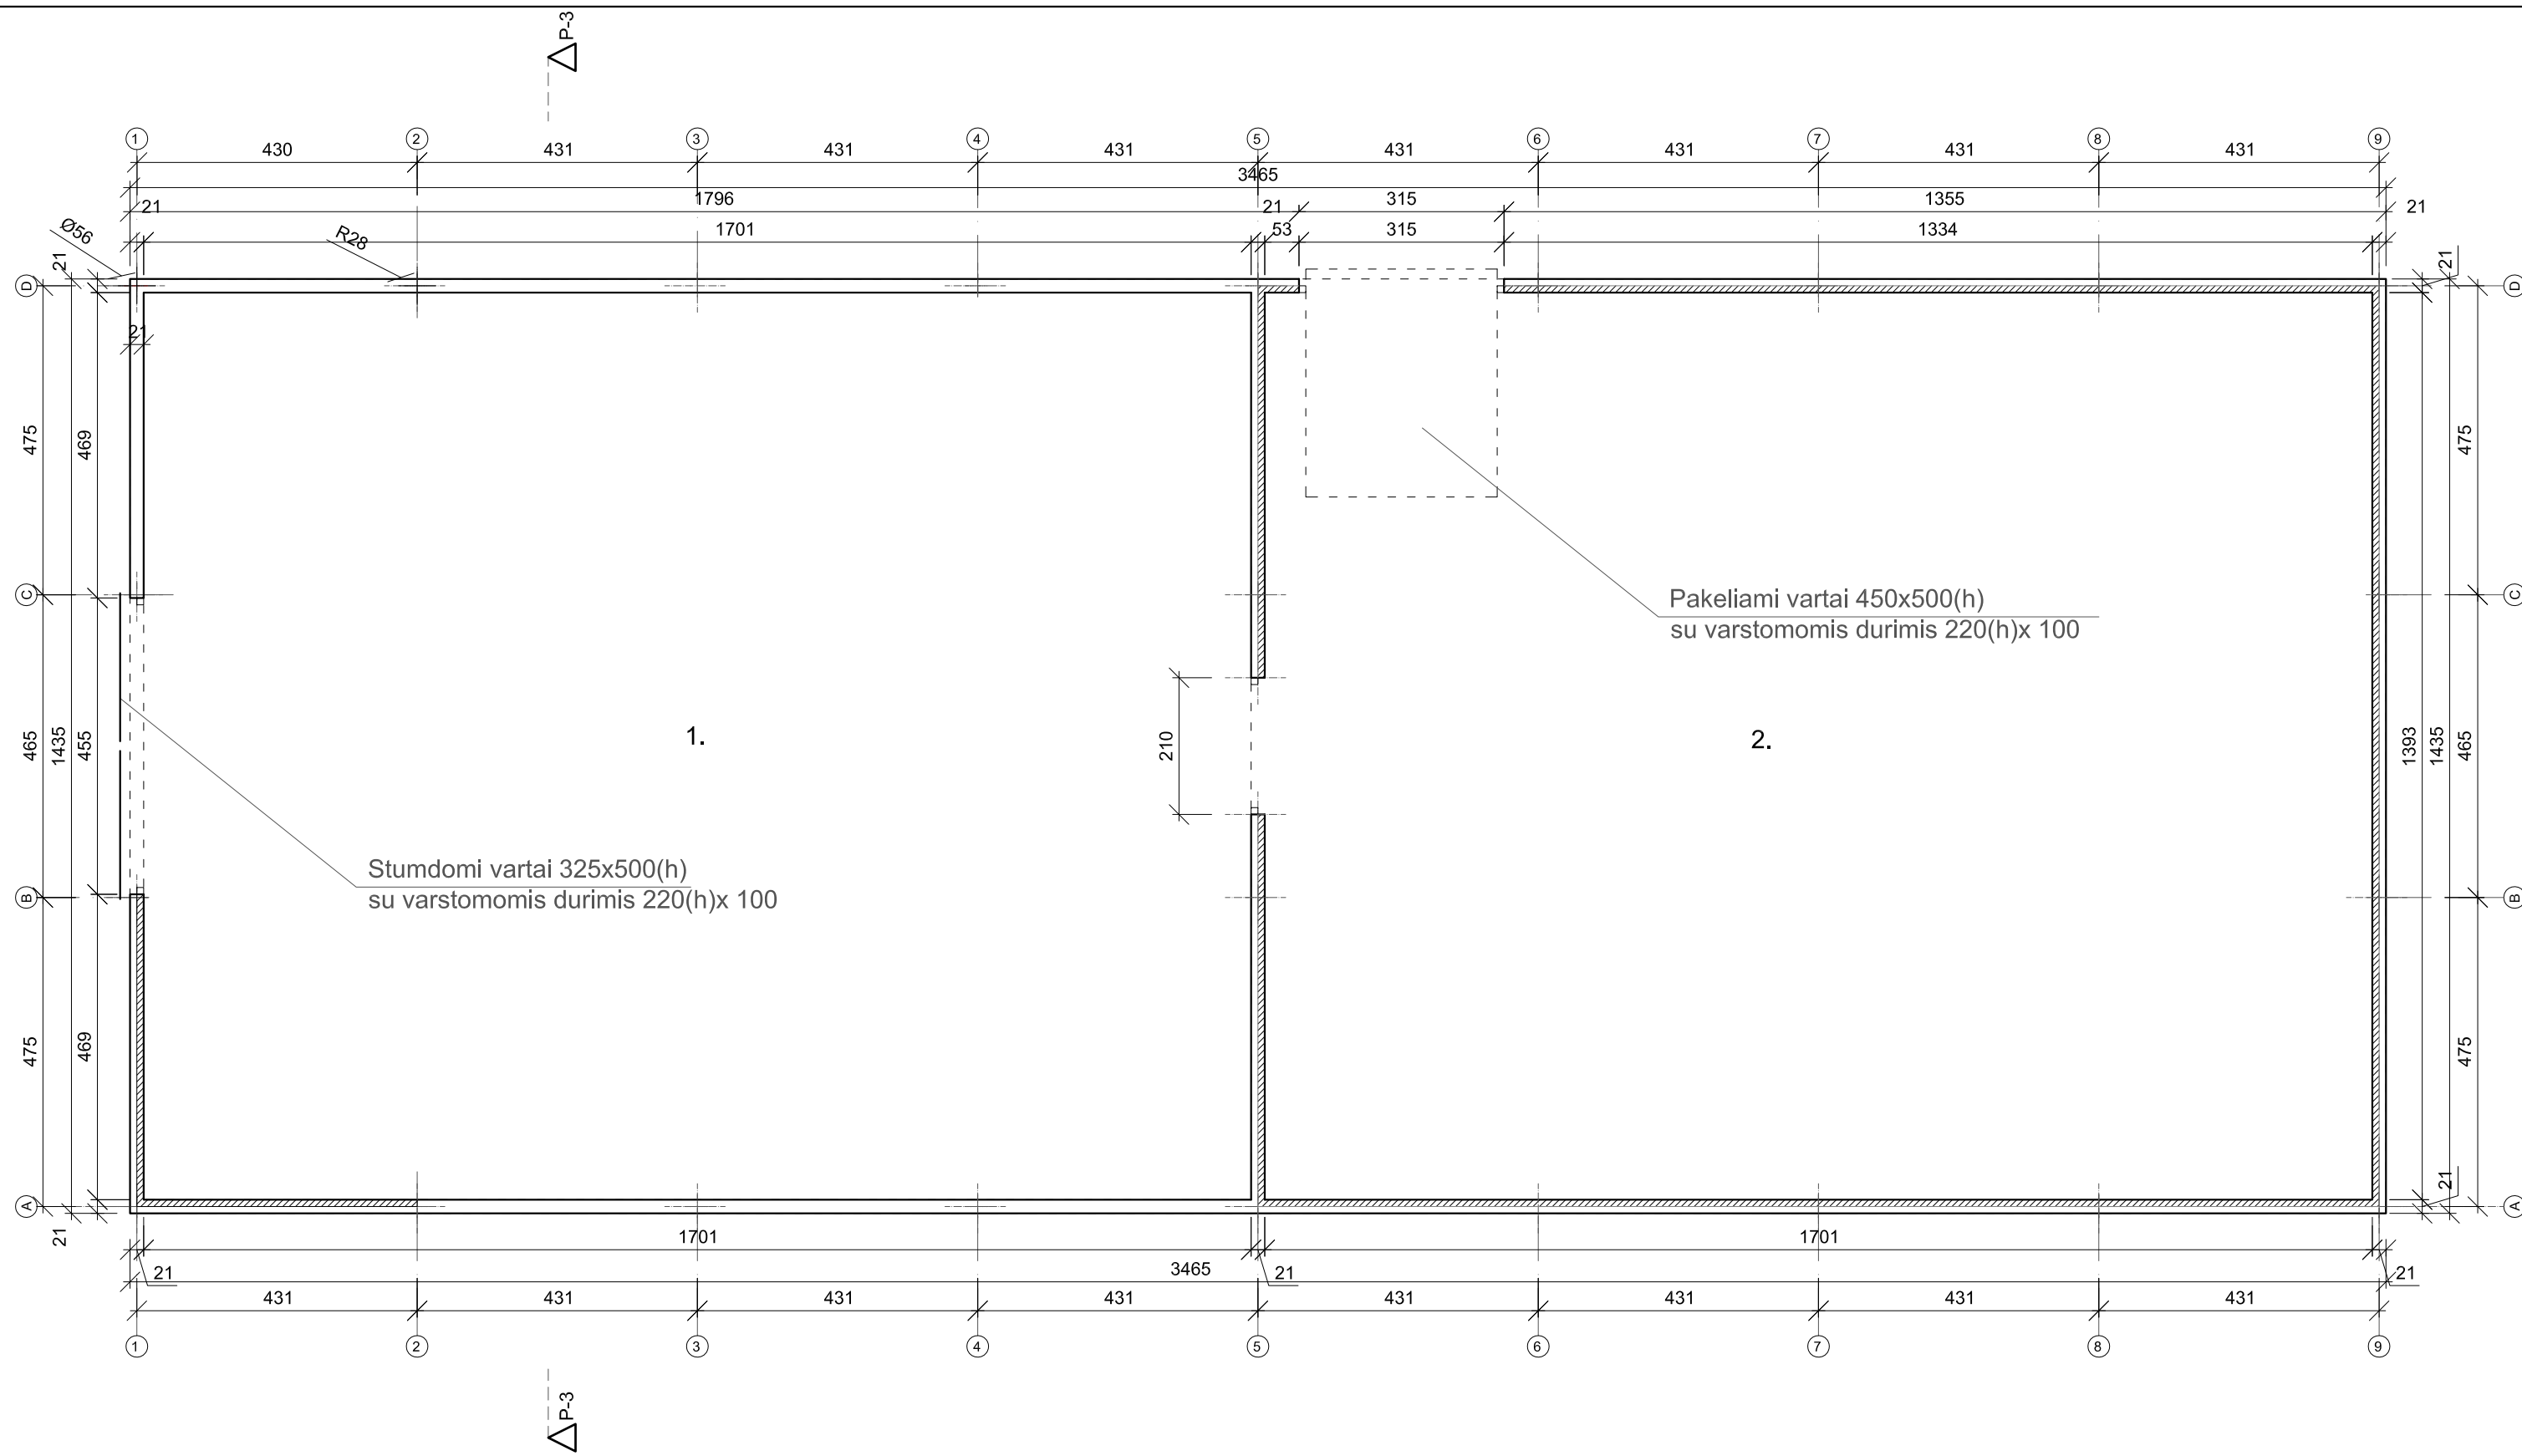 P-3
1 2 3 4 5 6 7 8 9
430 431 431 431 431 431 431 431
3465
1796 315 1355
21 21 21
1701 53 315 1334
Ø56
R28
21 21
D D
21
475 469 475
C C
Pakeliami vartai 450x500(h)
su varstomomis durimis 220(h)x 100
465 1435 455 1. 210 2. 1393 1435 465
Stumdomi vartai 325x500(h)
su varstomomis durimis 220(h)x 100
B B
475 469 475
A A
21 21
1701 1701
21 21 21
3465
431 431 431 431 431 431 431 431
1 2 3 4 5 6 7 8 9
P-3